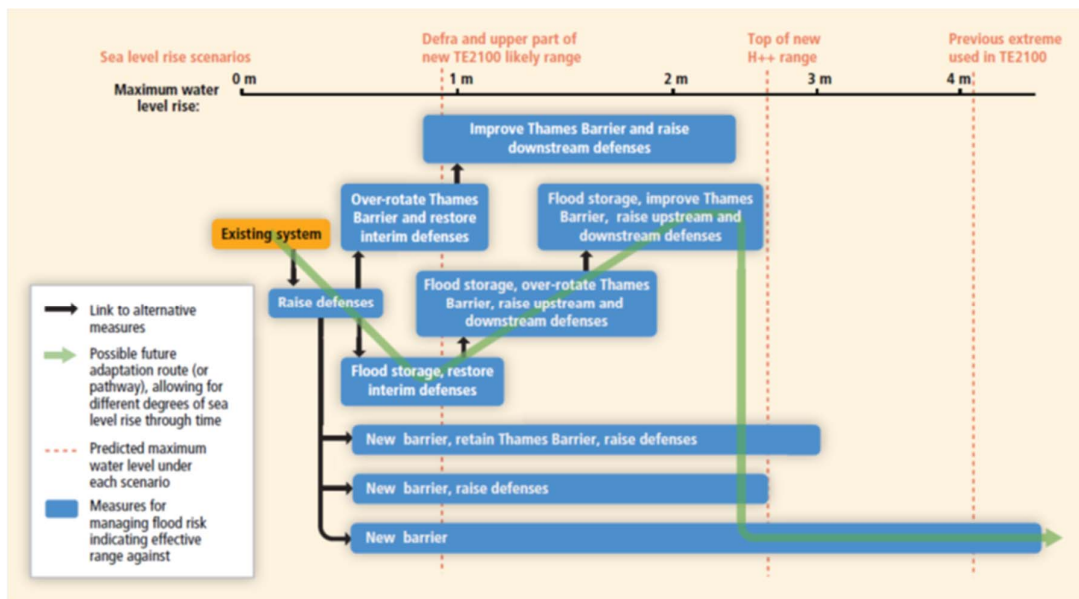 Sea level rise scenarios
Defra and upper part of
new TE2100 likely range
Top of new
H++ range
Previous extreme
used in TE2100
Maximum water
level rise:
0 m
1 m
2 m
3 m
4 m
Improve Thames Barrier and raise
downstream defenses
Over-rotate Thames
Barrier and restore
interim defenses
Flood storage, improve Thames
Barrier, raise upstream and
downstream defenses
Existing system
Raise defenses
Flood storage, over-rotate Thames
Barrier, raise upstream and
downstream defenses
Flood storage, restore
interim defenses
New barrier, retain Thames Barrier, raise defenses
New barrier, raise defenses
New barrier
Link to alternative
measures
Possible future
adaptation route (or
pathway), allowing for
different degrees of sea
level rise through time
Predicted maximum
water level under
each scenario
Measures for
managing flood risk
indicating effective
range against